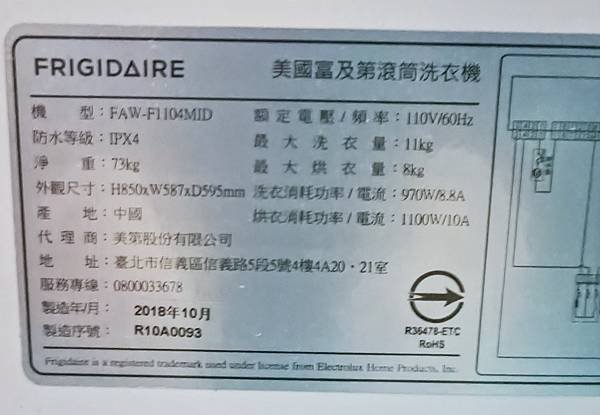 FRIGIDAIRE 美國富及第滾筒洗衣機
機 型：FAW-F1104MID 額定電壓/頻率：110V/60Hz
防水等級：IPX4 最大洗衣量：11kg
淨 重：73kg 最大烘衣量：8kg
外觀尺寸：H850xW587xD595mm 洗衣消耗功率/電流：970W/8.8A
產 地：中國 烘衣消耗功率/電流：1100W/10A
代 理 商：美第股份有限公司
地 址：臺北市信義區信義路5段5號4樓4A20、21室
服務專線：0800033678
製造年/月：2018年10月
製造序號：R10A0093
R36478-ETC
RoHS
Frigidaire is a registered trademark used under license from Electrolux Home Products, Inc.